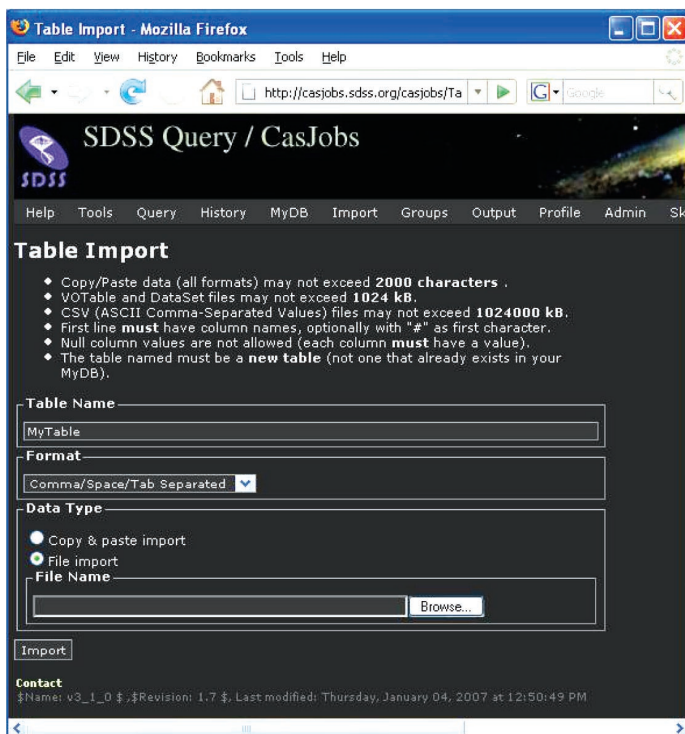 Table Import - Mozilla Firefox
File Edit View History Bookmarks Tools Help
http://casjobs.sdss.org/casjobs/Ta G Google
SDSS Query / CasJobs
SDSS
Help Tools Query History MyDB Import Groups Output Profile Admin Sk
Table Import
Copy/Paste data (all formats) may not exceed 2000 characters .
VOTable and DataSet files may not exceed 1024 kB.
CSV (ASCII Comma-Separated Values) files may not exceed 1024000 kB.
First line must have column names, optionally with "#" as first character.
Null column values are not allowed (each column must have a value).
The table named must be a new table (not one that already exists in your
MyDB).
Table Name
MyTable
Format
Comma/Space/Tab Separated
Data Type
Copy & paste import
File import
File Name
Browse...
Import
Contact
$Name: v3_1_0 $ ,$Revision: 1.7 $, Last modified: Thursday, January 04, 2007 at 12:50:49 PM